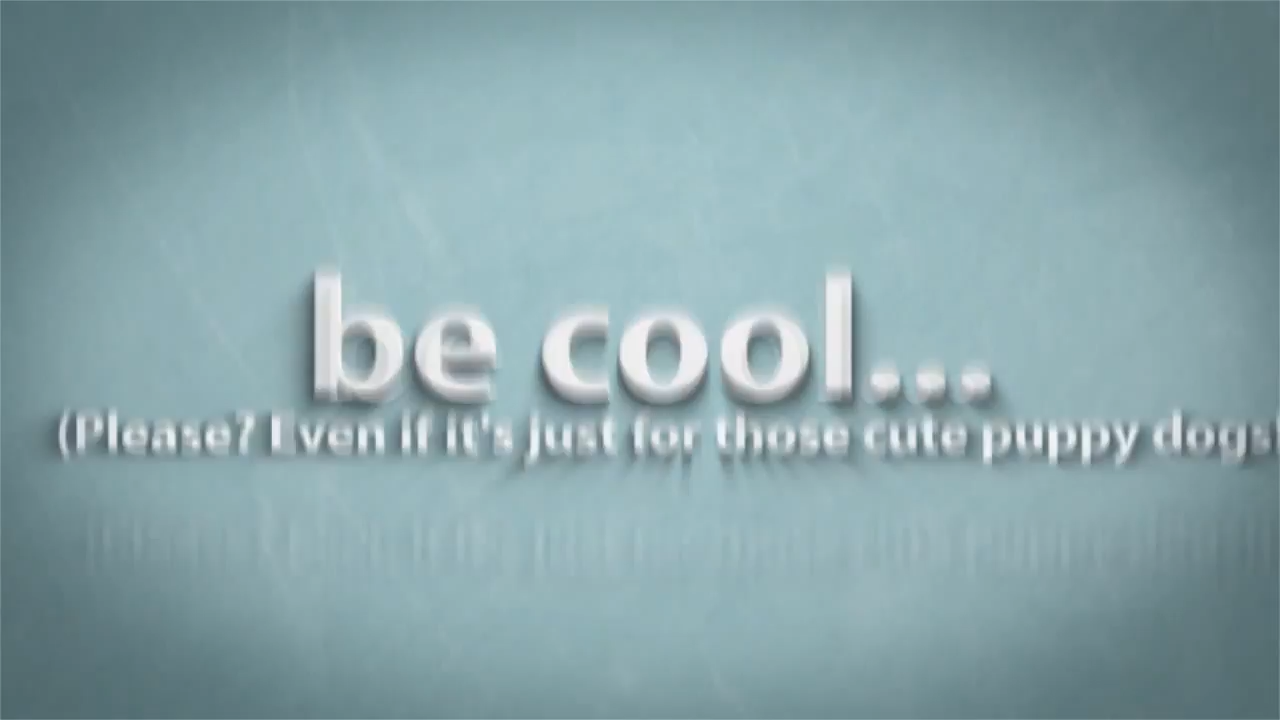 be cool...
(Please? Even if it's just for those cute puppy dogs